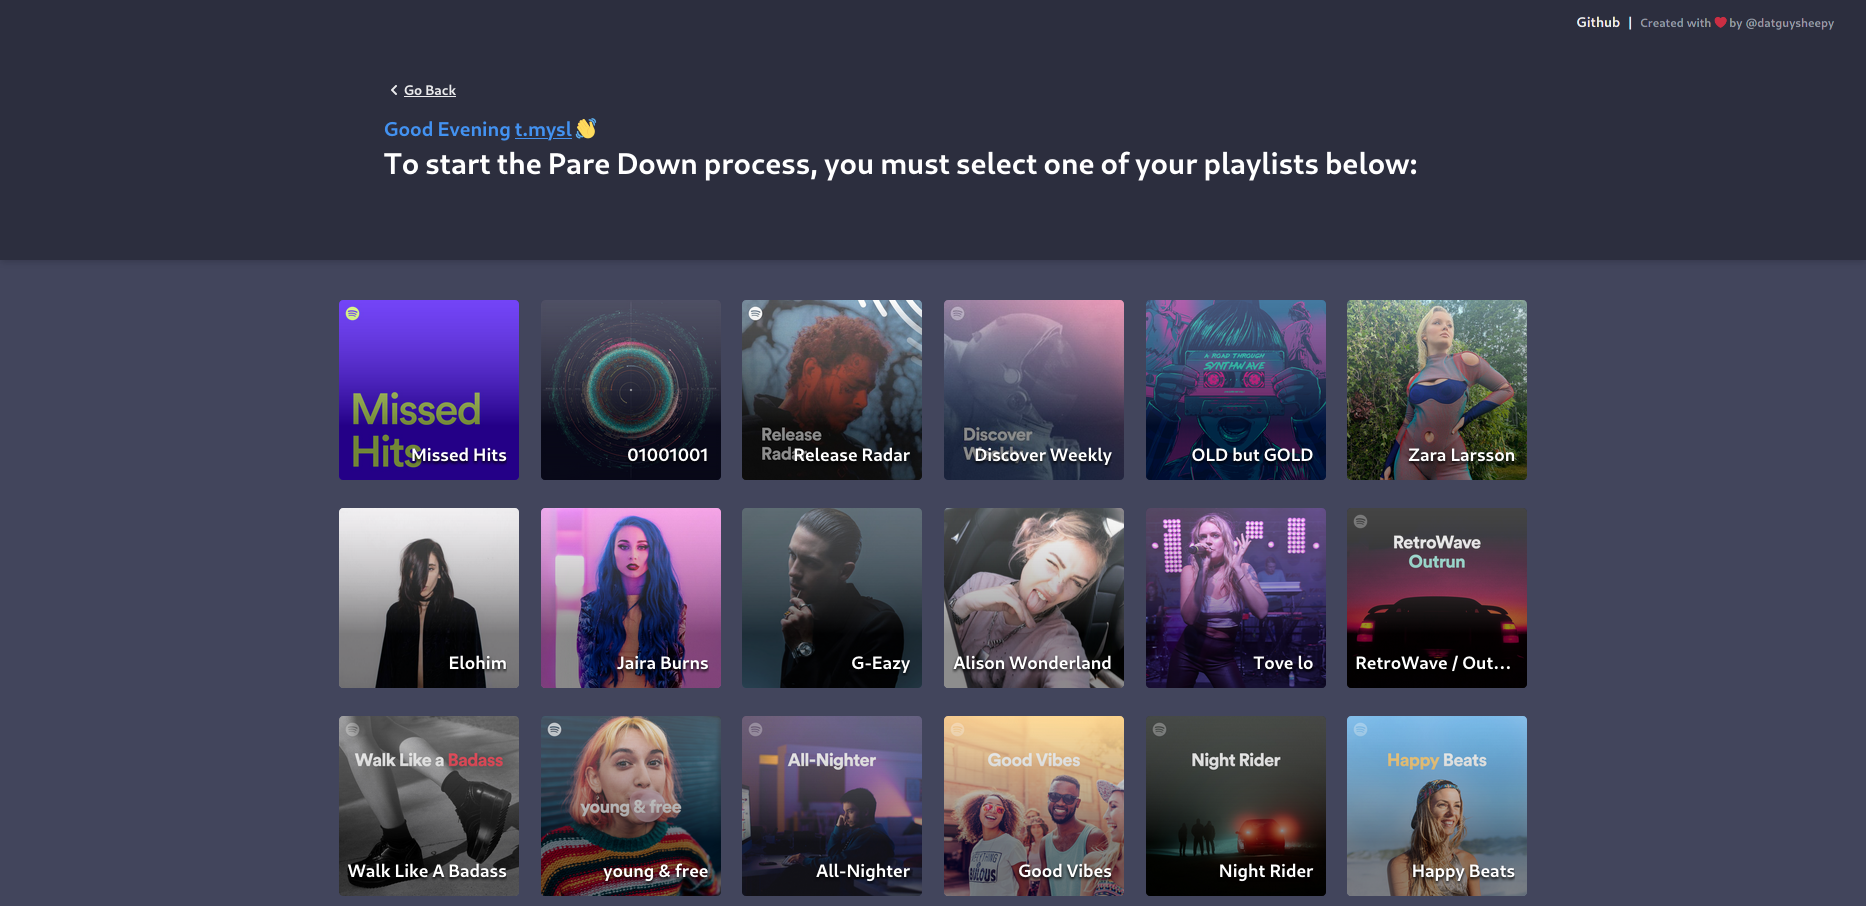 Github | Created with ❤ by @datguysheepy
Go Back
Good Evening t.mysl 👋
To start the Pare Down process, you must select one of your playlists below:
Missed
Hits
Missed Hits
01001001
Release
Radar
Release Radar
Discover
Discover Weekly
A ROAD THROUGH
SYNTHWAVE
OLD but GOLD
Zara Larsson
Elohim
Jaira Burns
G-Eazy
Alison Wonderland
Tove lo
RetroWave
Outrun
RetroWave / Out...
Walk Like a Badass
Walk Like A Badass
young & free
young & free
All-Nighter
All-Nighter
Good Vibes
Good Vibes
Night Rider
Night Rider
Happy Beats
Happy Beats